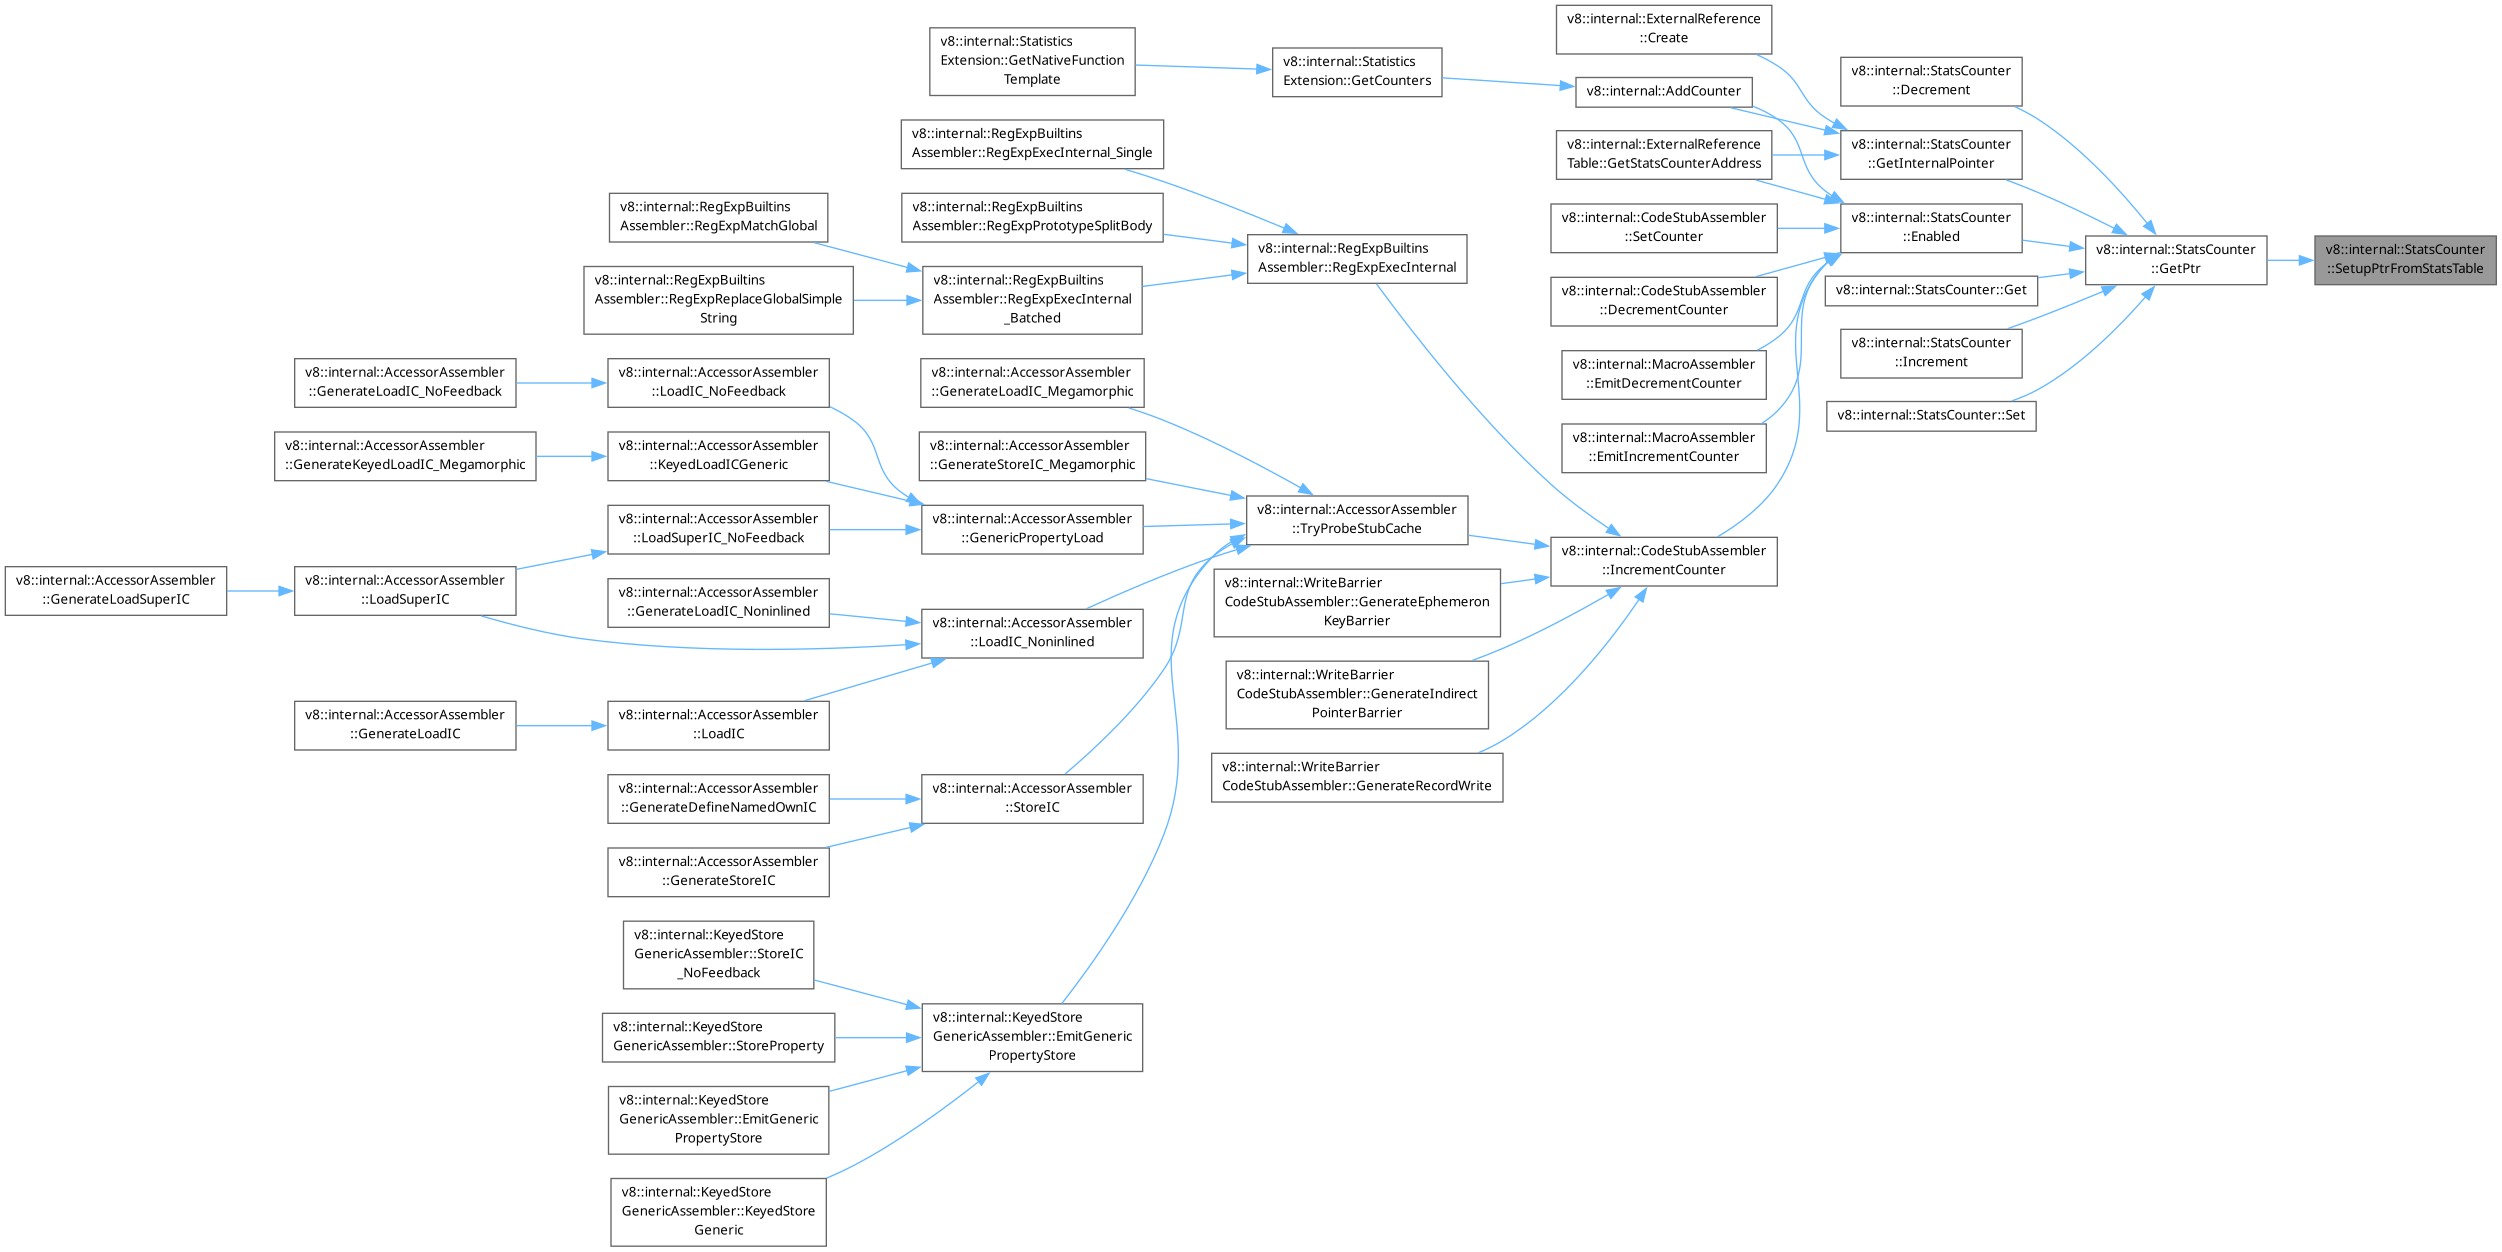 v8::internal::ExternalReference
::Create
v8::internal::Statistics
Extension::GetNativeFunction
Template
v8::internal::Statistics
Extension::GetCounters
v8::internal::AddCounter
v8::internal::StatsCounter
::Decrement
v8::internal::RegExpBuiltins
Assembler::RegExpExecInternal_Single
v8::internal::ExternalReference
Table::GetStatsCounterAddress
v8::internal::StatsCounter
::GetInternalPointer
v8::internal::RegExpBuiltins
Assembler::RegExpMatchGlobal
v8::internal::RegExpBuiltins
Assembler::RegExpPrototypeSplitBody
v8::internal::CodeStubAssembler
::SetCounter
v8::internal::StatsCounter
::Enabled
v8::internal::RegExpBuiltins
Assembler::RegExpExecInternal
v8::internal::StatsCounter
::GetPtr
v8::internal::StatsCounter
::SetupPtrFromStatsTable
v8::internal::RegExpBuiltins
Assembler::RegExpReplaceGlobalSimple
String
v8::internal::RegExpBuiltins
Assembler::RegExpExecInternal
_Batched
v8::internal::CodeStubAssembler
::DecrementCounter
v8::internal::StatsCounter::Get
v8::internal::StatsCounter
::Increment
v8::internal::AccessorAssembler
::GenerateLoadIC_NoFeedback
v8::internal::AccessorAssembler
::LoadIC_NoFeedback
v8::internal::AccessorAssembler
::GenerateLoadIC_Megamorphic
v8::internal::MacroAssembler
::EmitDecrementCounter
v8::internal::StatsCounter::Set
v8::internal::AccessorAssembler
::GenerateKeyedLoadIC_Megamorphic
v8::internal::AccessorAssembler
::KeyedLoadICGeneric
v8::internal::AccessorAssembler
::GenerateStoreIC_Megamorphic
v8::internal::MacroAssembler
::EmitIncrementCounter
v8::internal::AccessorAssembler
::LoadSuperIC_NoFeedback
v8::internal::AccessorAssembler
::GenericPropertyLoad
v8::internal::AccessorAssembler
::TryProbeStubCache
v8::internal::CodeStubAssembler
::IncrementCounter
v8::internal::AccessorAssembler
::GenerateLoadSuperIC
v8::internal::AccessorAssembler
::LoadSuperIC
v8::internal::AccessorAssembler
::GenerateLoadIC_Noninlined
v8::internal::WriteBarrier
CodeStubAssembler::GenerateEphemeron
KeyBarrier
v8::internal::AccessorAssembler
::LoadIC_Noninlined
v8::internal::WriteBarrier
CodeStubAssembler::GenerateIndirect
PointerBarrier
v8::internal::AccessorAssembler
::GenerateLoadIC
v8::internal::AccessorAssembler
::LoadIC
v8::internal::WriteBarrier
CodeStubAssembler::GenerateRecordWrite
v8::internal::AccessorAssembler
::GenerateDefineNamedOwnIC
v8::internal::AccessorAssembler
::StoreIC
v8::internal::AccessorAssembler
::GenerateStoreIC
v8::internal::KeyedStore
GenericAssembler::StoreIC
_NoFeedback
v8::internal::KeyedStore
GenericAssembler::StoreProperty
v8::internal::KeyedStore
GenericAssembler::EmitGeneric
PropertyStore
v8::internal::KeyedStore
GenericAssembler::EmitGeneric
PropertyStore
v8::internal::KeyedStore
GenericAssembler::KeyedStore
Generic